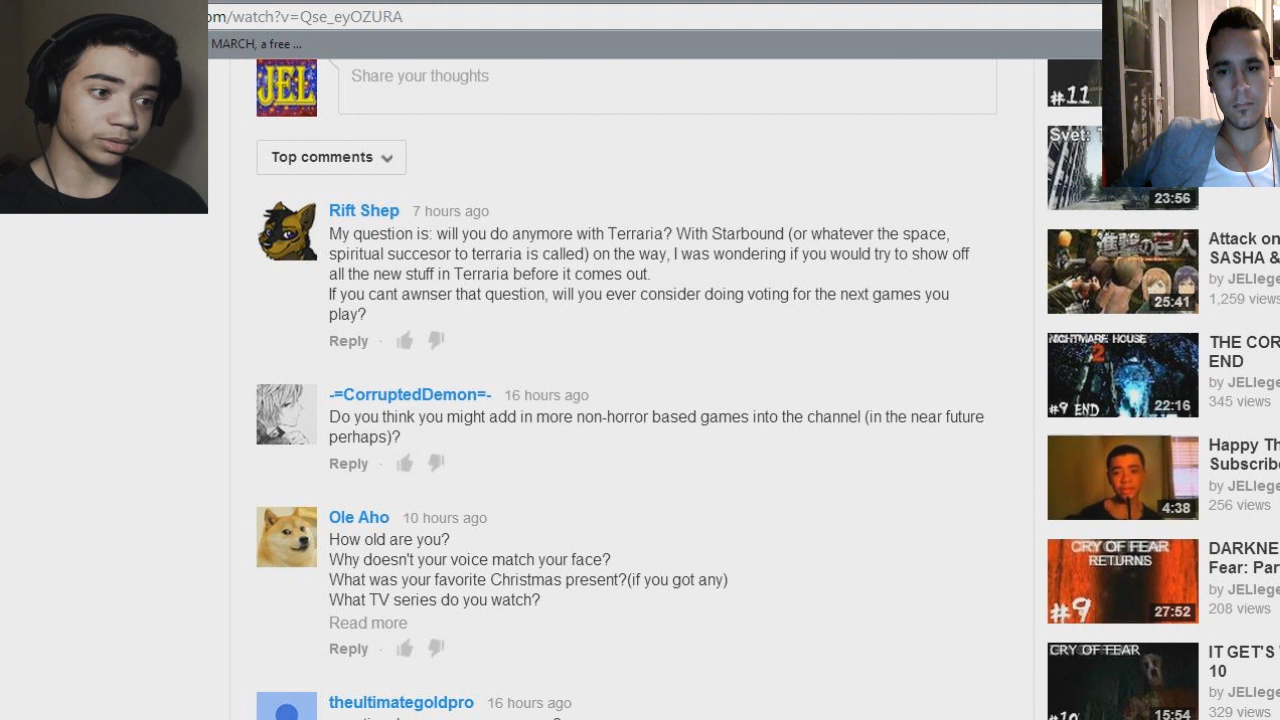 om/watch?v=Qse_eyOZURA
MARCH, a free ...
JEL
Share your thoughts
Top comments
Rift Shep 7 hours ago
My question is: will you do anymore with Terraria? With Starbound (or whatever the space,
spiritual succesor to terraria is called) on the way, I was wondering if you would try to show off
all the new stuff in Terraria before it comes out.
If you cant awnser that question, will you ever consider doing voting for the next games you
play?
Reply
-=CorruptedDemon=- 16 hours ago
Do you think you might add in more non-horror based games into the channel (in the near future
perhaps)?
Reply
Ole Aho 10 hours ago
How old are you?
Why doesn't your voice match your face?
What was your favorite Christmas present?(if you got any)
What TV series do you watch?
Read more
Reply
theultimategoldpro 16 hours ago
#11
Svet:
23:56
進撃の巨人
25:41
Attack on
SASHA &
by JELlege
1,259 views
NIGHTMARE HOUSE
2
#9 END
22:16
THE COR
END
by JELlege
345 views
4:38
Happy Th
Subscribe
by JELlege
256 views
CRY OF FEAR
RETURNS
#9
27:52
DARKNE
Fear: Par
by JELlege
208 views
CRY OF FEAR
#10
15:54
IT GET'S
10
by JELlege
329 views